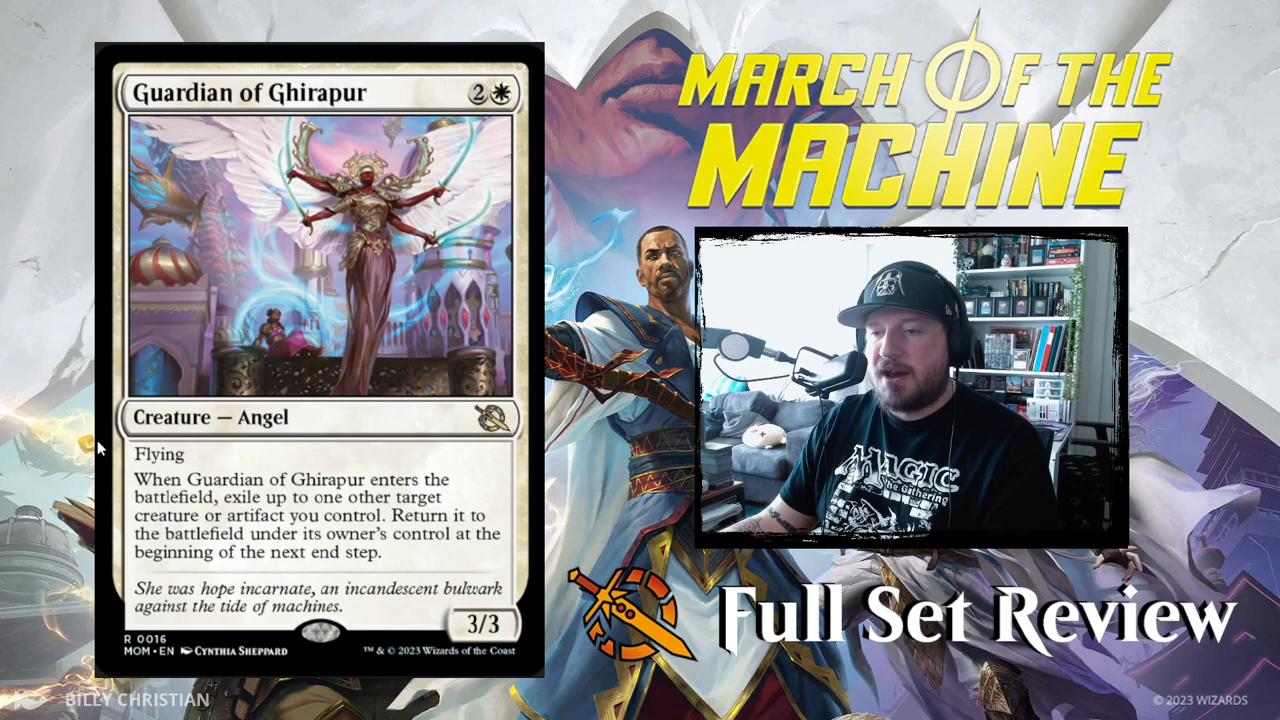 Guardian of Ghirapur
2
Creature — Angel
Flying
When Guardian of Ghirapur enters the
battlefield, exile up to one other target
creature or artifact you control. Return it to
the battlefield under its owner's control at the
beginning of the next end step.
She was hope incarnate, an incandescent bulwark
against the tide of machines.
3/3
R 0016
MOM • EN CYNTHIA SHEPPARD
™ & © 2023 Wizards of the Coast
BILLY CHRISTIAN
MARCH OF THE
MACHINE
MAGIC
The Gathering
Full Set Review
© 2023 WIZARDS